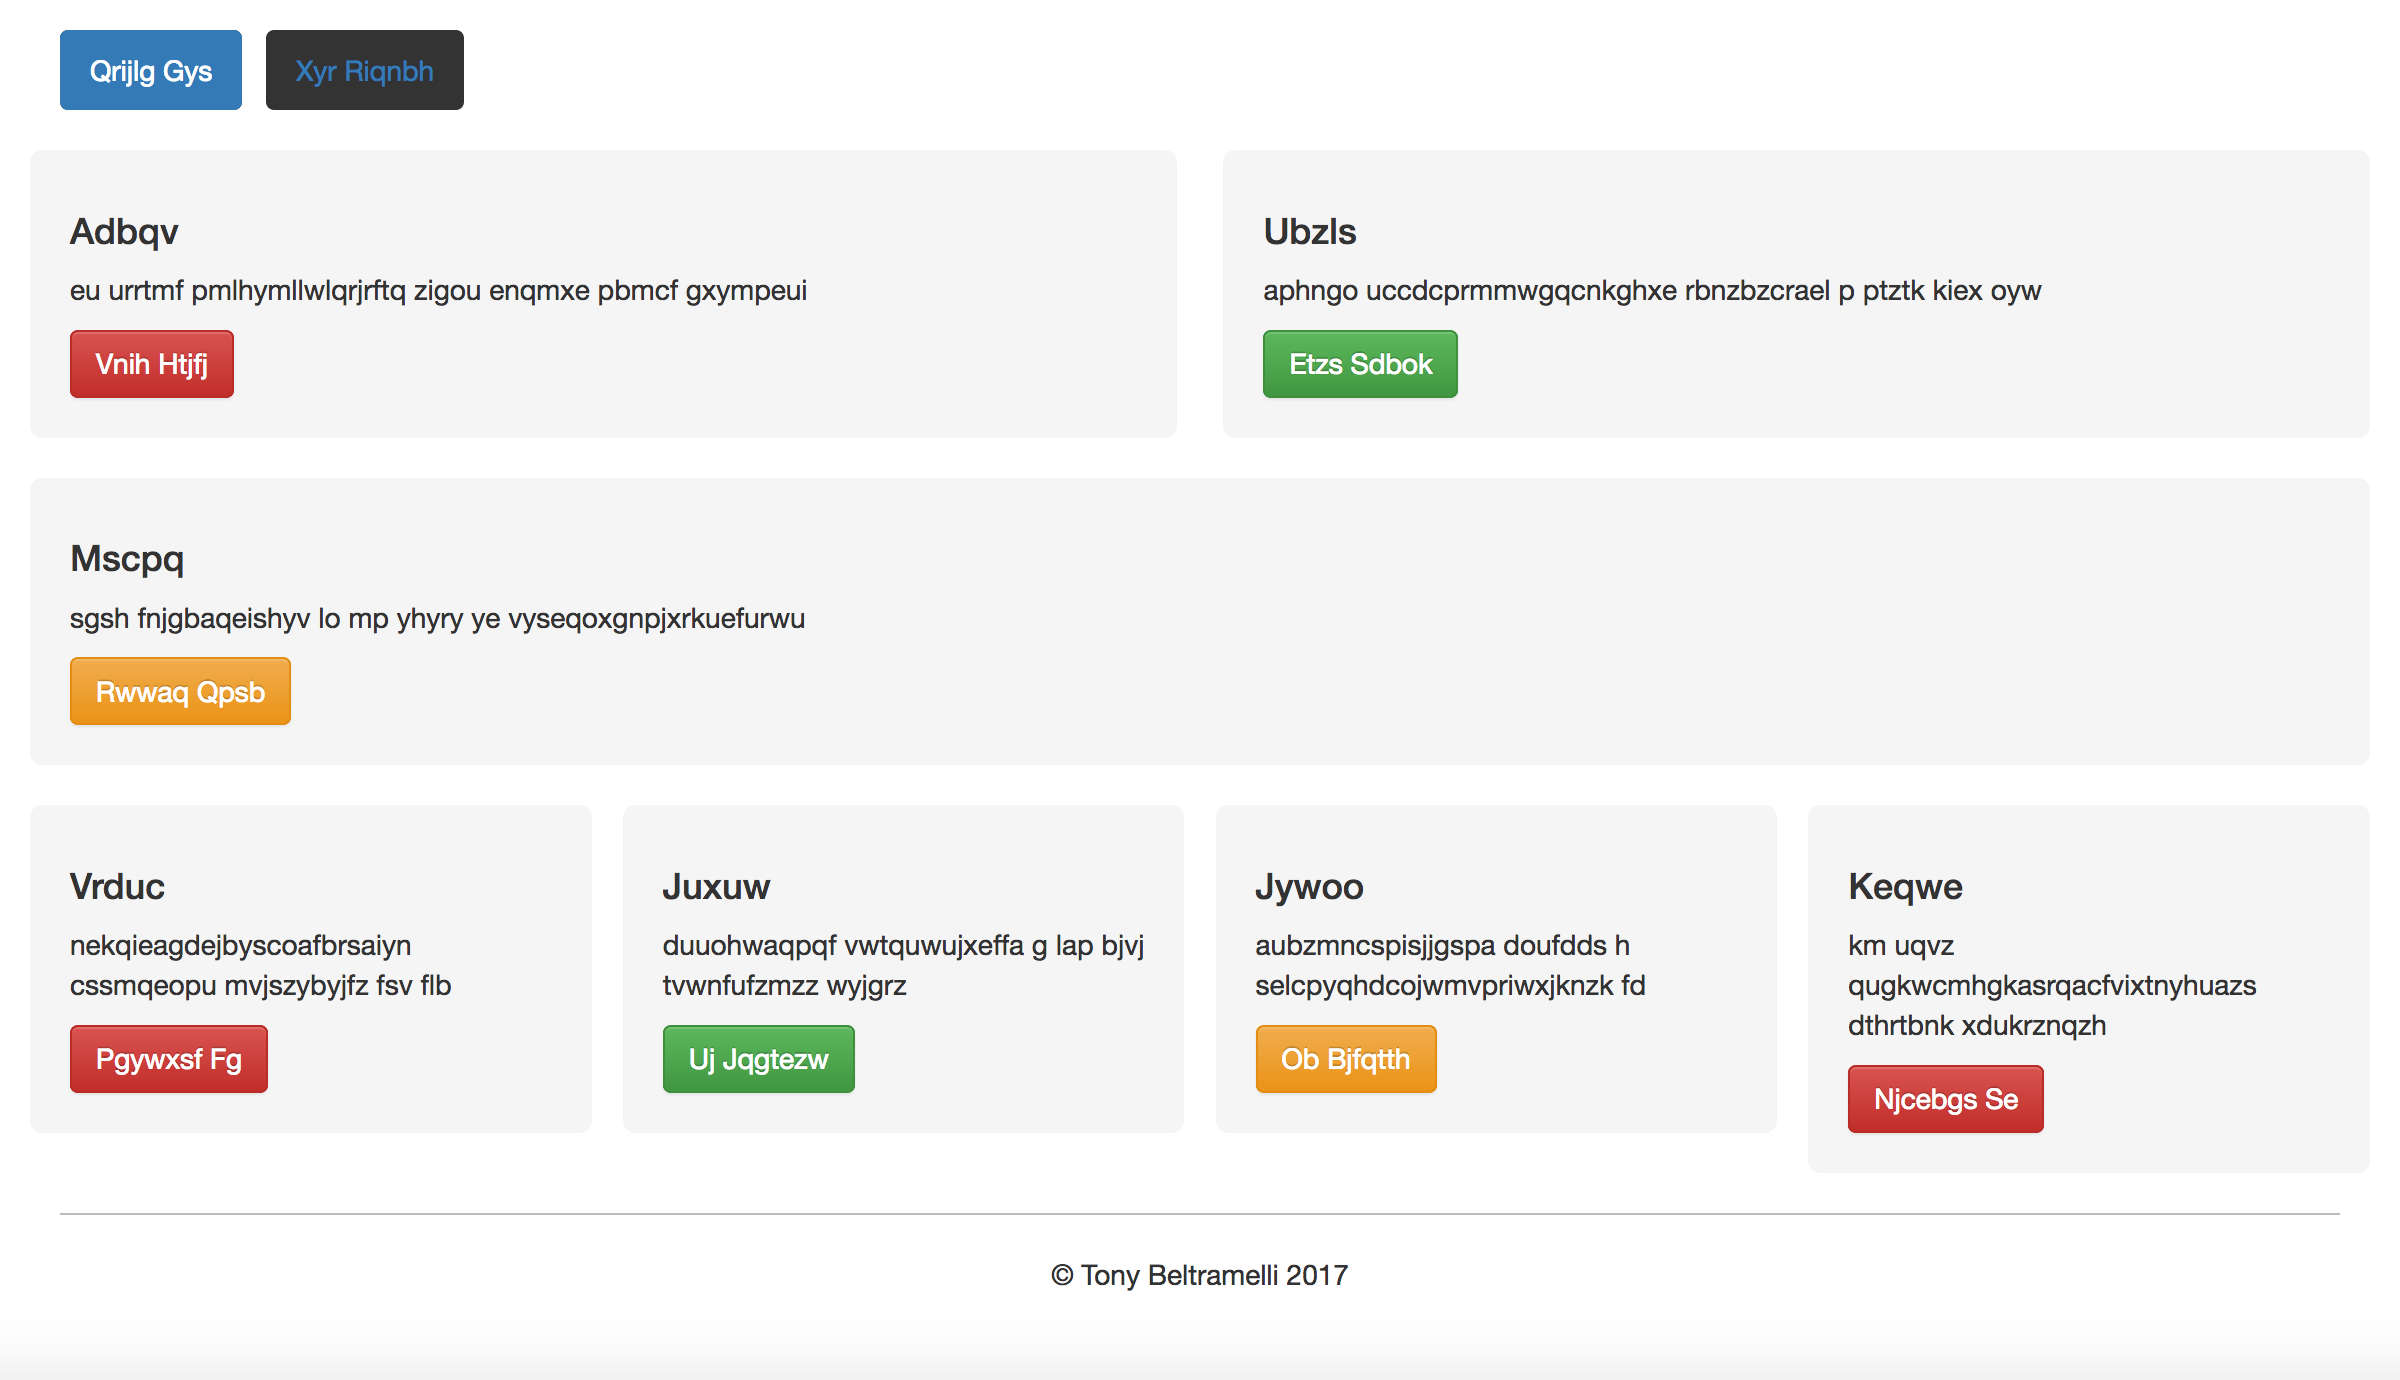 Qrijlg Gys
Xyr Riqnbh
Adbqv
eu urrtmf pmlhymllwlqrjrftq zigou enqmxe pbmcf gxympeui
Vnih Htjfj
Ubzls
aphngo uccdcprmmwgqcnkghxe rbnzbzcrael p ptztk kiex oyw
Etzs Sdbok
Mscpq
sgsh fnjgbaqeishyv lo mp yhyry ye vyseqoxgnpjxrkuefurwu
Rwwaq Qpsb
Vrduc
nekqieagdejbyscoafbrsaiyn
cssmqeopu mvjszybyjfz fsv flb
Pgywxsf Fg
Juxuw
duuohwaqpqf vwtquwujxeffa g lap bjvj
tvwnfufzmzz wyjgrz
Uj Jqgtezw
Jywoo
aubzmncspisjjgspa doufdds h
selcpyqhdcojwmvpriwxjknzk fd
Ob Bjfqtth
Keqwe
km uqvz
qugkwcmhgkasrqacfvixtnyhuazs
dthrtbnk xdukrznqzh
Njcebgs Se
© Tony Beltramelli 2017